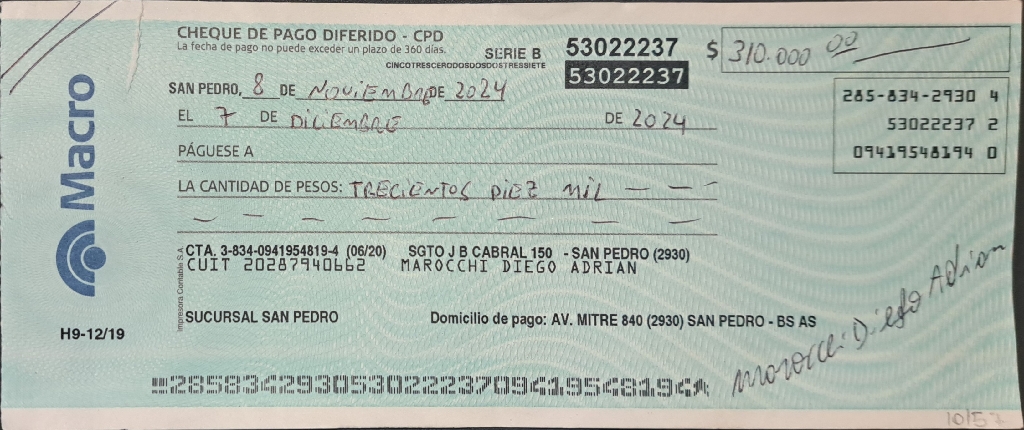 CHEQUE DE PAGO DIFERIDO - CPD
La fecha de pago no puede exceder un plazo de 360 días.
SERIE B 53022237
CINCOTRESCERODOSDOSDOSTRESSIETE
53022237
$ 310.000 00
SAN PEDRO, 8 DE NOVIEMBRE DE 2024
EL 7 DE DICIEMBRE DE 2024
285-834-2930 4
53022237 2
09419548194 0
PÁGUESE A
LA CANTIDAD DE PESOS: TRECIENTOS DIEZ MIL — — —
— — — — — — — —
CTA. 3-834-0941954819-4 (06/20) SGTO J B CABRAL 150 - SAN PEDRO (2930)
CUIT 20287940662 MAROCCHI DIEGO ADRIAN
Impresora Contable S.A.
SUCURSAL SAN PEDRO Domicilio de pago: AV. MITRE 840 (2930) SAN PEDRO - BS AS
Macro
H9-12/19
Marocchi Diego Adrian
28583429305302223709419548194